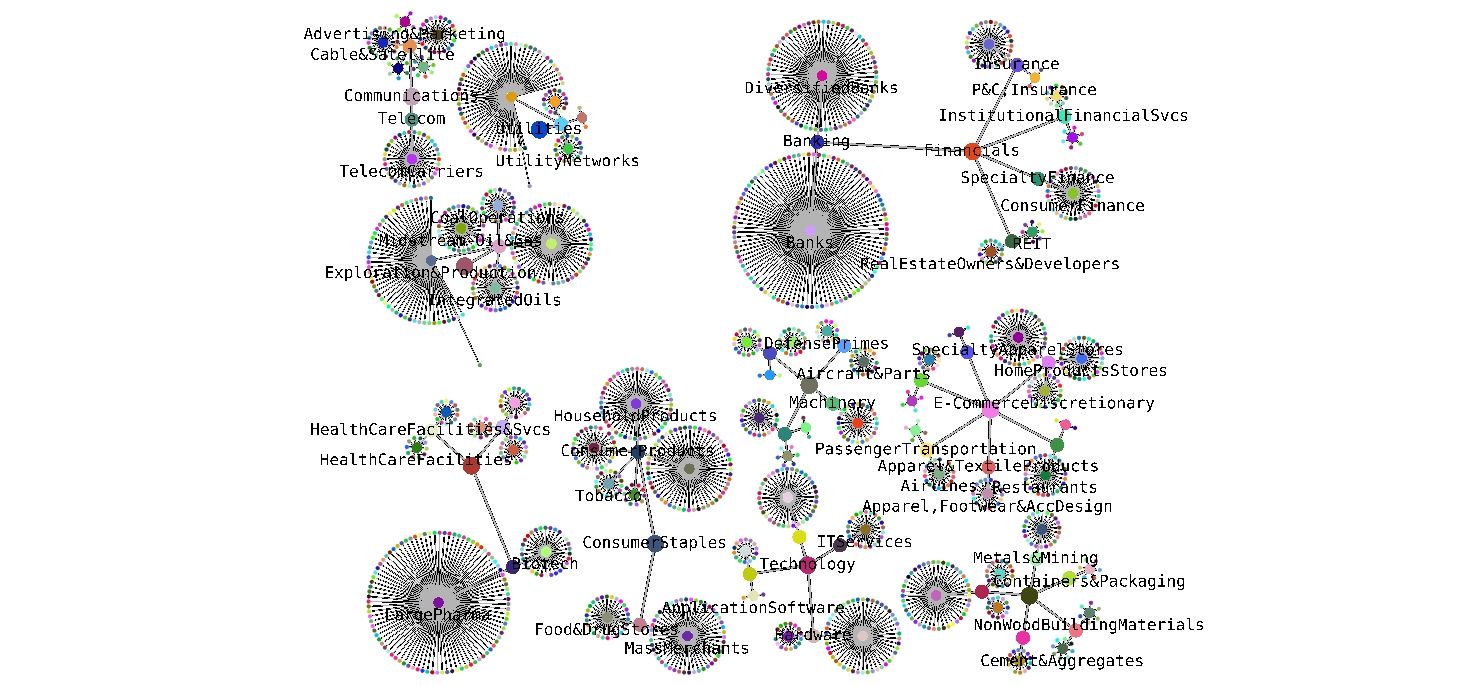 Advertising&Marketing
Cable&Satellite
Communications
Telecom
TelecomCarriers
Utilities
UtilityNetworks
CoalOperations
Midstream-Oil&Gas
Exploration&Production
IntegratedOils
DiversifiedBanks
Banking
Banks
Insurance
P&C,Insurance
InstitutionalFinancialSvcs
Financials
SpecialtyFinance
ConsumerFinance
REIT
RealEstateOwners&Developers
HealthCareFacilities&Svcs
HealthCareFacilities
Biotech
LargePharma
HouseholdProducts
ConsumerProducts
Tobacco
ConsumerStaples
Food&DrugStores
MassMerchants
DefensePrimes
Aircraft&Parts
Machinery
SpecialtyApparelStores
HomeProductsStores
E-CommerceDiscretionary
PassengerTransportation
Apparel&TextileProducts
Airlines
Restaurants
Apparel,Footwear&AccDesign
ITServices
Technology
ApplicationSoftware
Hardware
Metals&Mining
Containers&Packaging
NonWoodBuildingMaterials
Cement&Aggregates